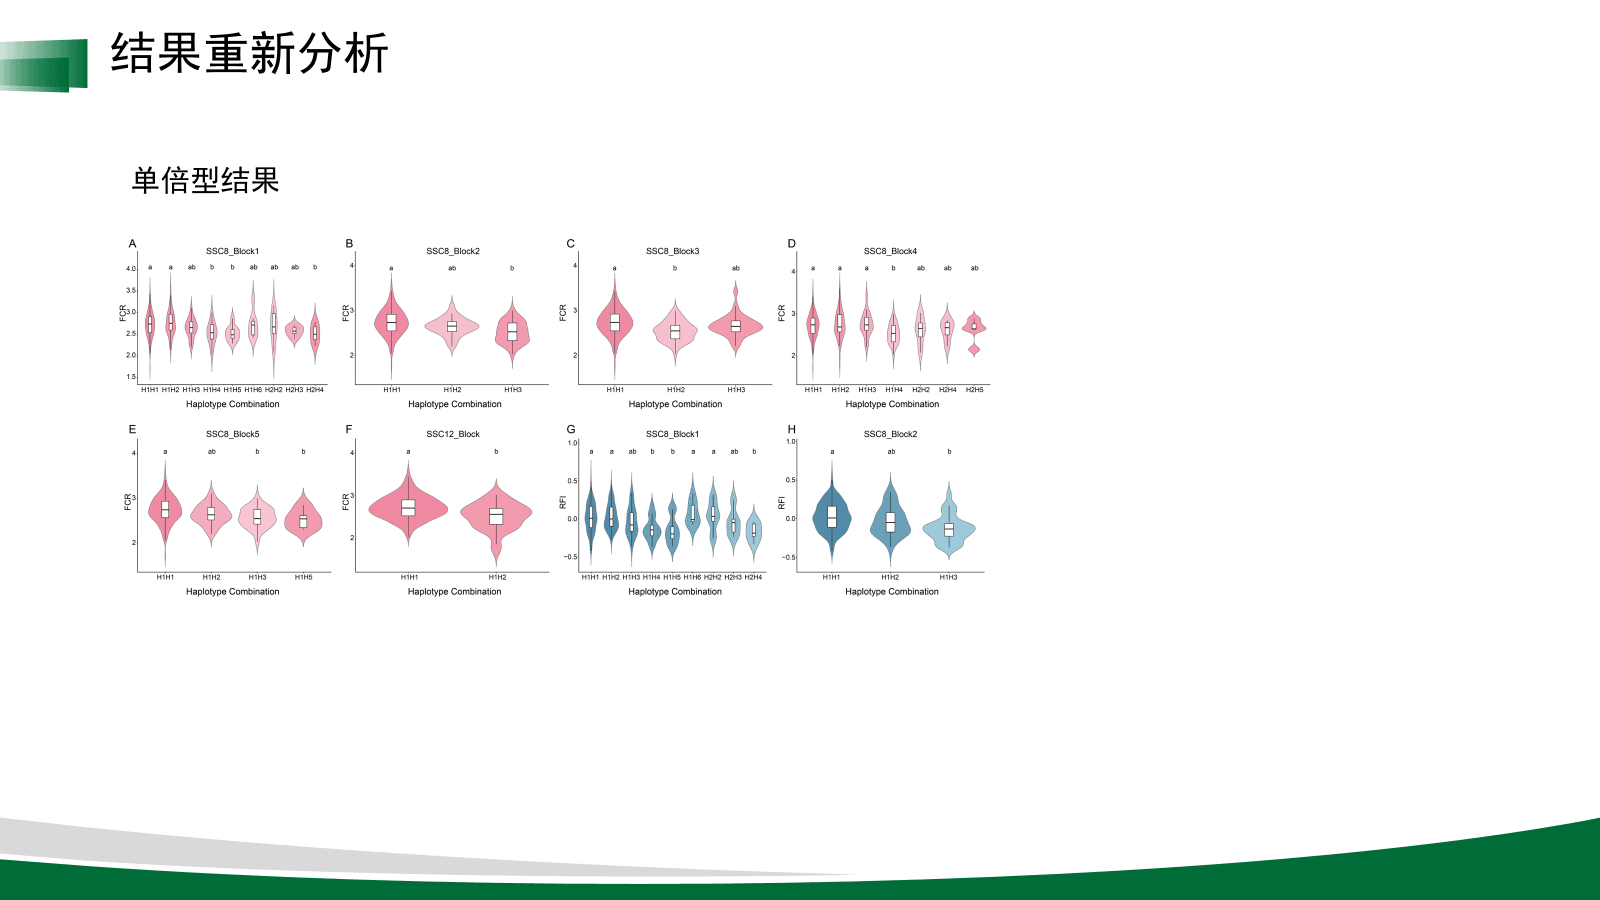 结果重新分析
单倍型结果
A
SSC8_Block1
a a ab b b ab ab ab b
4.0
3.5
3.0
2.5
2.0
1.5
FCR
H1H1 H1H2 H1H3 H1H4 H1H5 H1H6 H2H2 H2H3 H2H4
Haplotype Combination
B
SSC8_Block2
a ab b
4
3
2
FCR
H1H1 H1H2 H1H3
Haplotype Combination
C
SSC8_Block3
a b ab
4
3
2
FCR
H1H1 H1H2 H1H3
Haplotype Combination
D
SSC8_Block4
a a a b ab ab ab
4
3
2
FCR
H1H1 H1H2 H1H3 H1H4 H2H2 H2H4 H2H5
Haplotype Combination
E
SSC8_Block5
a ab b b
4
3
2
FCR
H1H1 H1H2 H1H3 H1H5
Haplotype Combination
F
SSC12_Block
a b
4
3
2
FCR
H1H1 H1H2
Haplotype Combination
G
SSC8_Block1
a a ab b b a a ab b
1.0
0.5
0.0
−0.5
RFI
H1H1 H1H2 H1H3 H1H4 H1H5 H1H6 H2H2 H2H3 H2H4
Haplotype Combination
H
SSC8_Block2
a ab b
1.0
0.5
0.0
−0.5
RFI
H1H1 H1H2 H1H3
Haplotype Combination